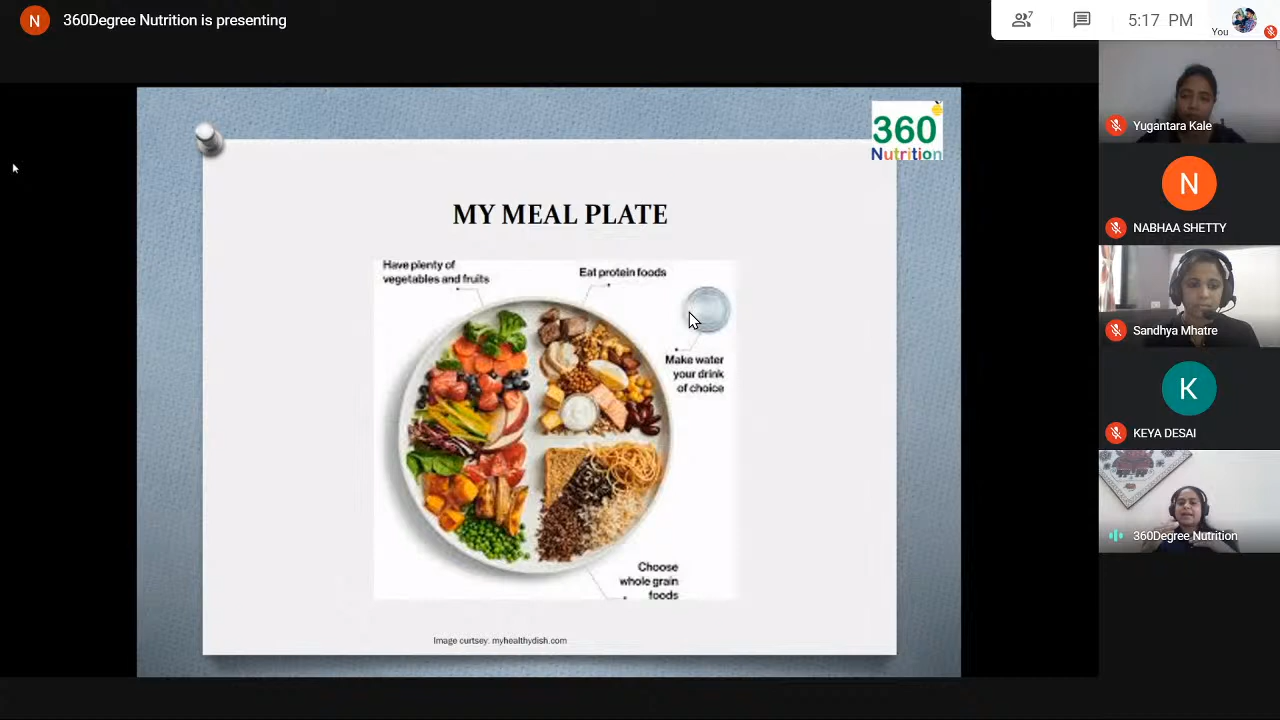 N
360Degree Nutrition is presenting
7
5:17 PM
You
360
Nutrition
MY MEAL PLATE
Have plenty of
vegetables and fruits
Eat protein foods
Make water
your drink
of choice
Choose
whole grain
foods
Image curtsey: myhealthydish.com
Yugantara Kale
N
NABHAA SHETTY
Sandhya Mhatre
K
KEYA DESAI
360Degree Nutrition